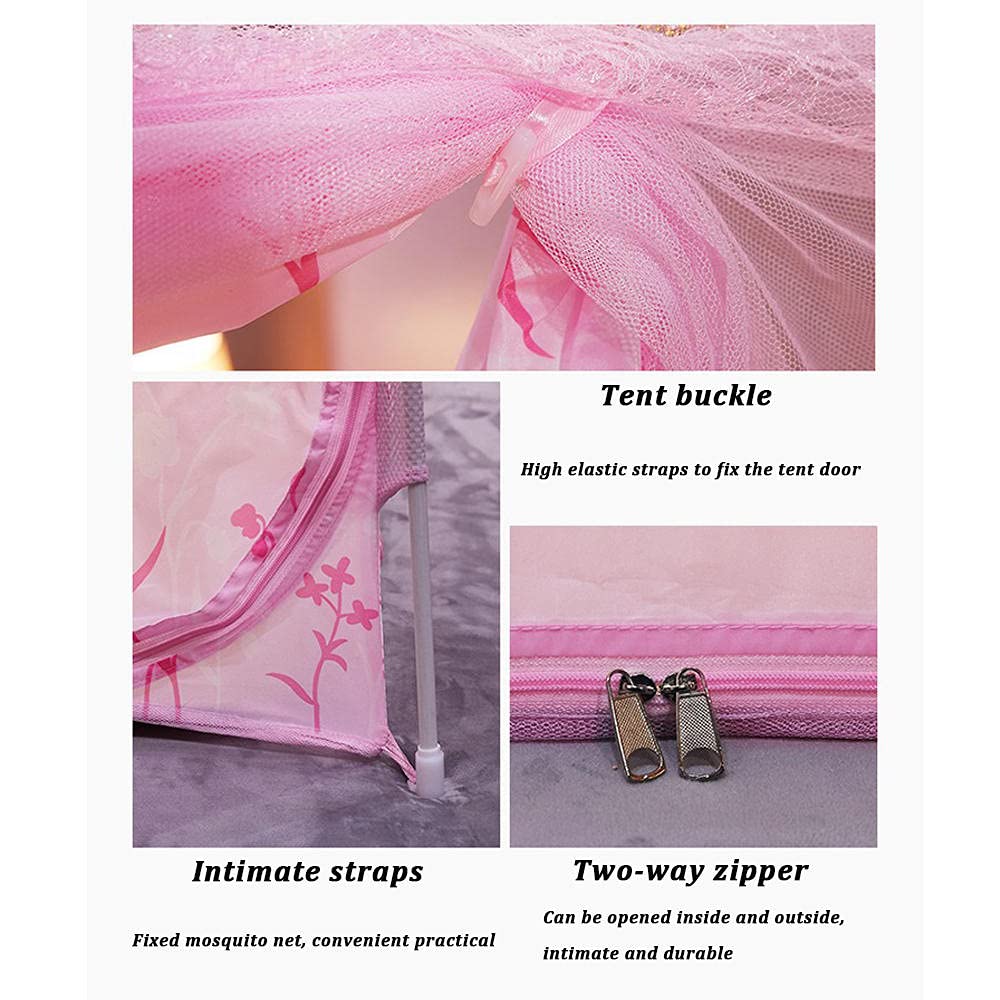 Tent buckle
High elastic straps to fix the tent door
Intimate straps
Fixed mosquito net, convenient practical
Two-way zipper
Can be opened inside and outside,
intimate and durable